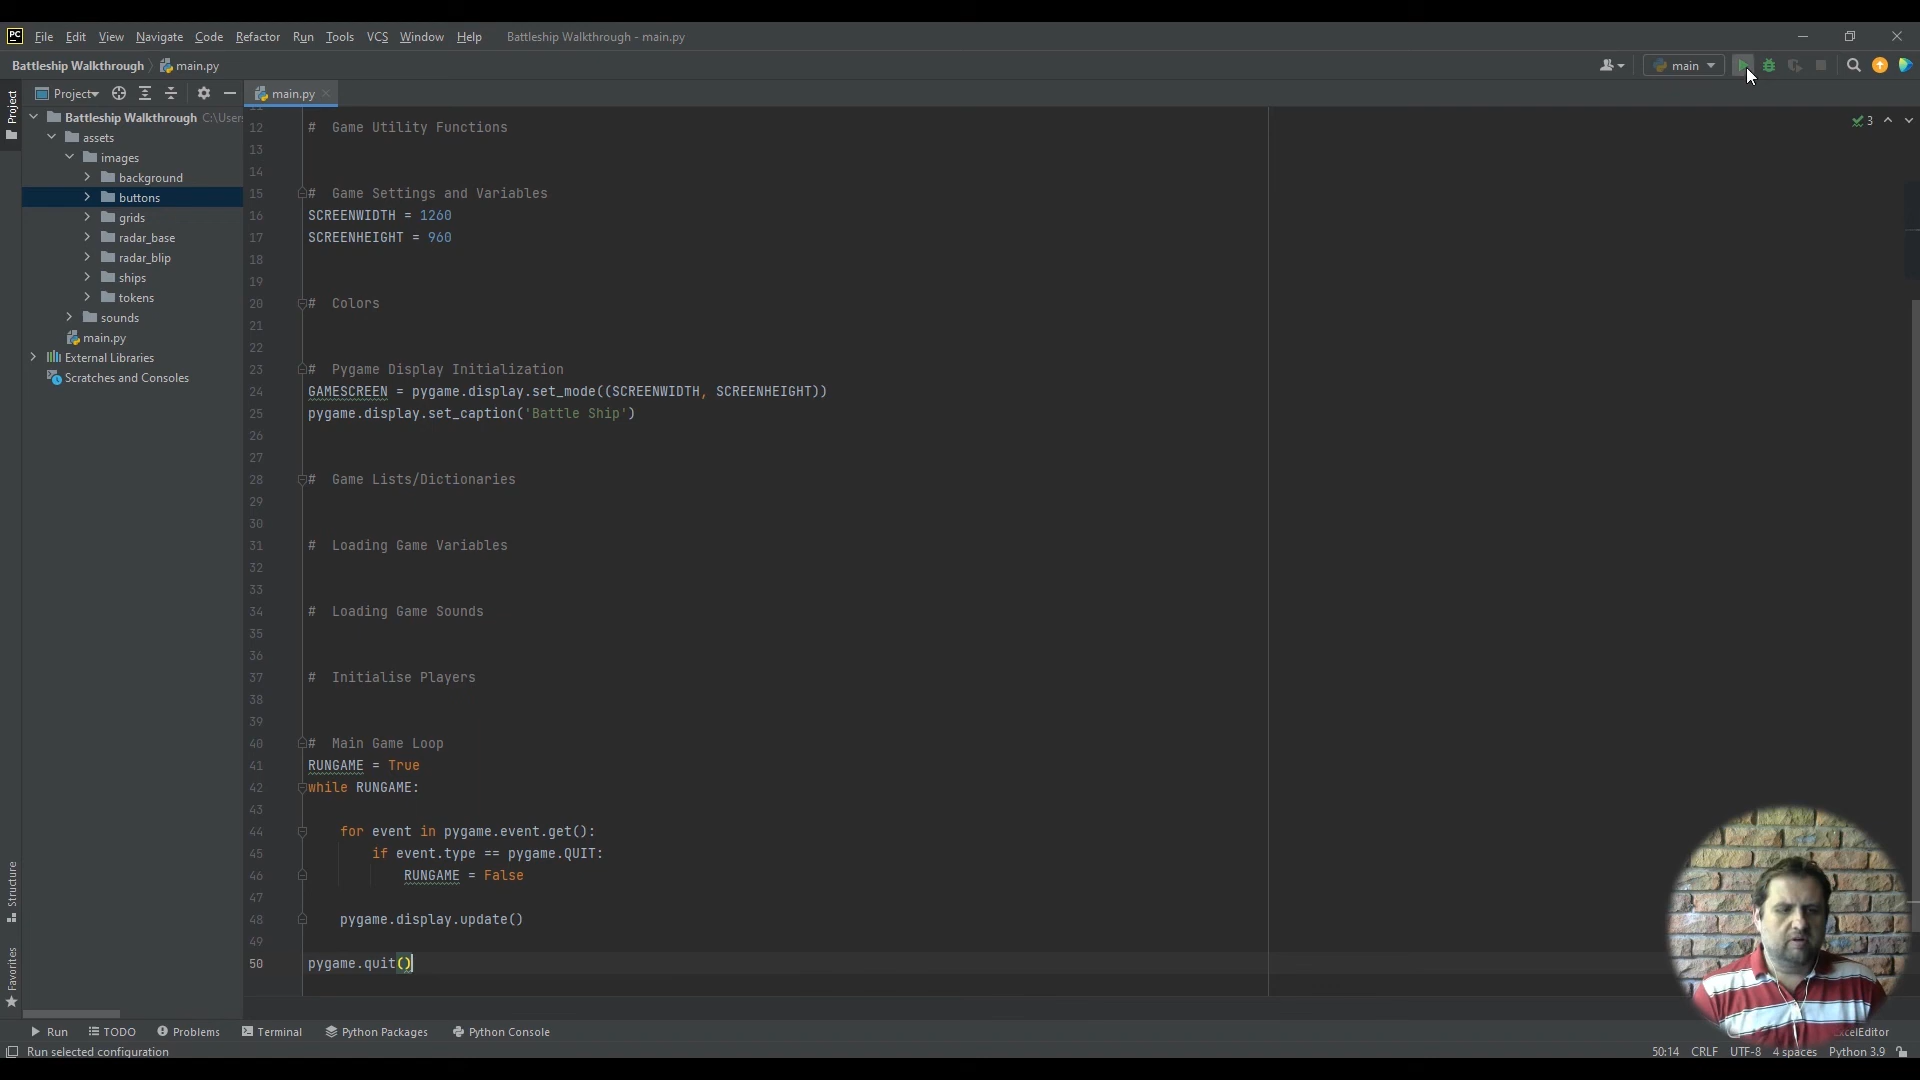 PC File Edit View Navigate Code Refactor Run Tools VCS Window Help Battleship Walkthrough - main.py
Battleship Walkthrough main.py main
Project main.py
Project
Battleship Walkthrough C:\Users
assets
images
background
buttons
grids
radar_base
radar_blip
ships
tokens
sounds
main.py
External Libraries
Scratches and Consoles
3
12 # Game Utility Functions
13
14
15 # Game Settings and Variables
16 SCREENWIDTH = 1260
17 SCREENHEIGHT = 960
18
19
20 # Colors
21
22
23 # Pygame Display Initialization
24 GAMESCREEN = pygame.display.set_mode((SCREENWIDTH, SCREENHEIGHT))
25 pygame.display.set_caption('Battle Ship')
26
27
28 # Game Lists/Dictionaries
29
30
31 # Loading Game Variables
32
33
34 # Loading Game Sounds
35
36
37 # Initialise Players
38
39
40 # Main Game Loop
41 RUNGAME = True
42 while RUNGAME:
43
44 for event in pygame.event.get():
45 if event.type == pygame.QUIT:
46 RUNGAME = False
47
48 pygame.display.update()
49
50 pygame.quit()
Structure
Favorites
Run TODO Problems Terminal Python Packages Python Console
Run selected configuration 50:14 CRLF UTF-8 4 spaces Python 3.9